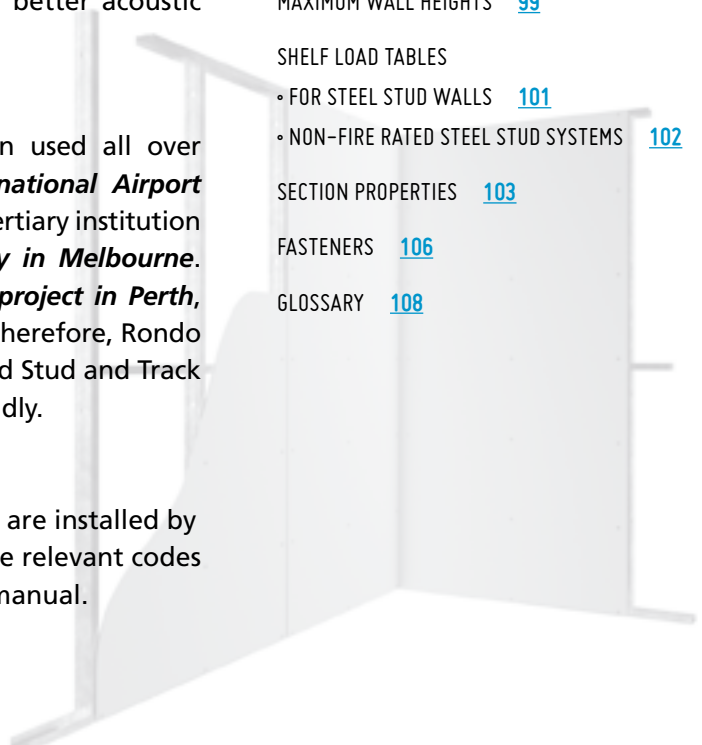 better acoustic
n used all over
national Airport
ertiary institution
y in Melbourne.
project in Perth,
herefore, Rondo
d Stud and Track
dly.
are installed by
e relevant codes
manual.
MAXIMUM WALL HEIGHTS 99
SHELF LOAD TABLES
◦ FOR STEEL STUD WALLS 101
◦ NON-FIRE RATED STEEL STUD SYSTEMS 102
SECTION PROPERTIES 103
FASTENERS 106
GLOSSARY 108